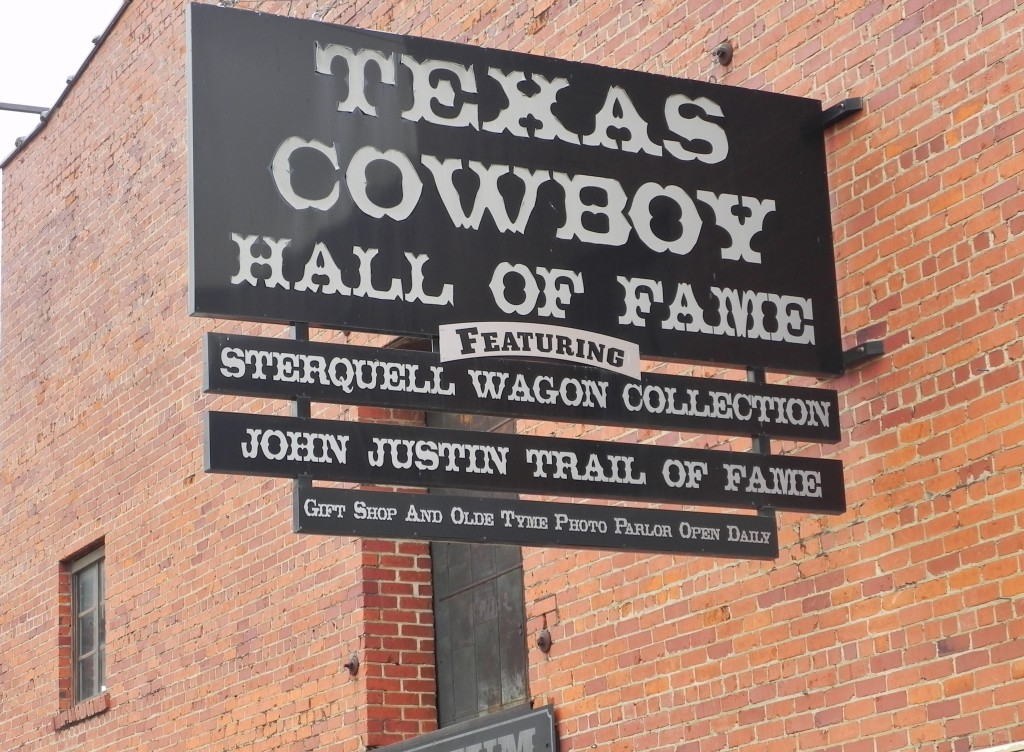 TEXAS
COWBOY
HALL OF FAME
FEATURING
STERQUELL WAGON COLLECTION
JOHN JUSTIN TRAIL OF FAME
GIFT SHOP AND OLDE TYME PHOTO PARLOR OPEN DAILY